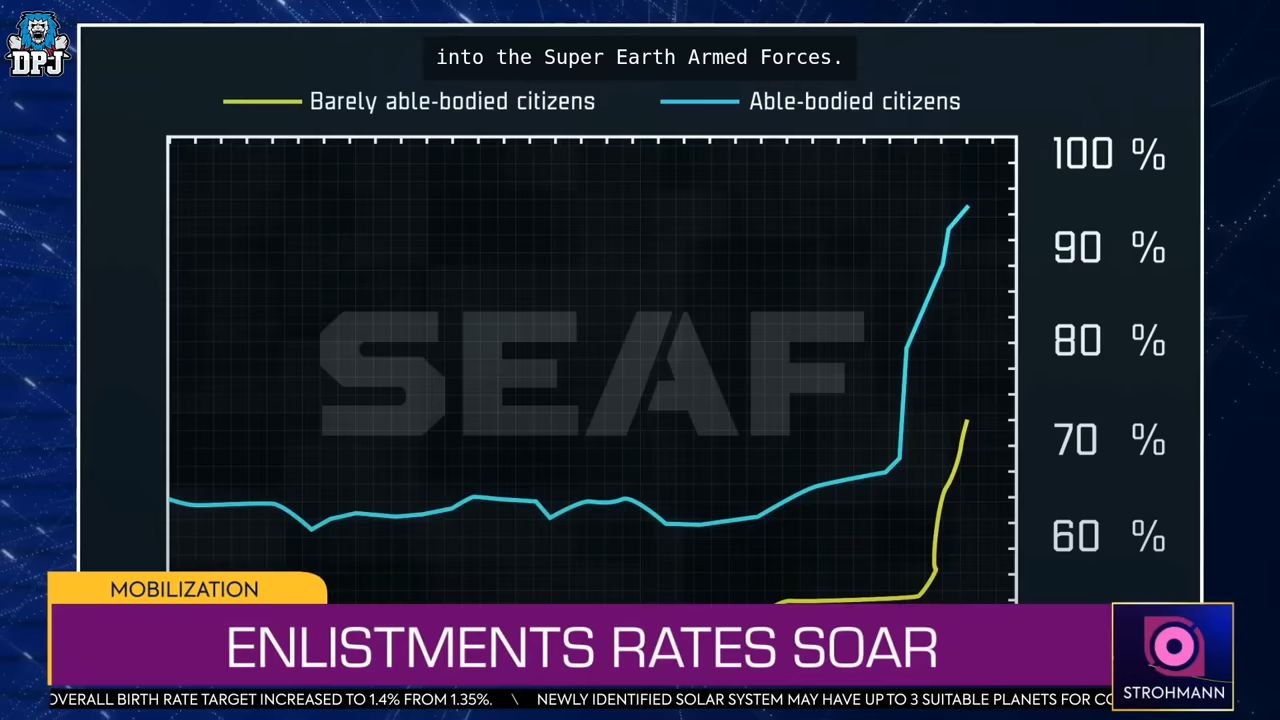 DPJ
into the Super Earth Armed Forces.
Barely able-bodied citizens
Able-bodied citizens
100 %
90 %
80 %
70 %
60 %
SEAF
MOBILIZATION
ENLISTMENTS RATES SOAR
STROHMANN
OVERALL BIRTH RATE TARGET INCREASED TO 1.4% FROM 1.35%. \ NEWLY IDENTIFIED SOLAR SYSTEM MAY HAVE UP TO 3 SUITABLE PLANETS FOR